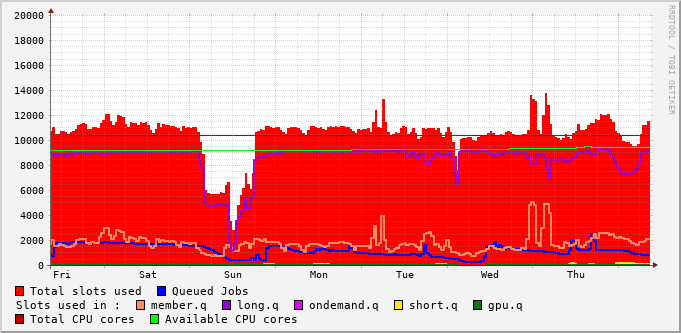 20000
18000
16000
14000
12000
10000
8000
6000
4000
2000
0
Fri Sat Sun Mon Tue Wed Thu
RRDTOOL / TOBI OETIKER
Total slots used Queued Jobs
Slots used in : member.q long.q ondemand.q short.q gpu.q
Total CPU cores Available CPU cores